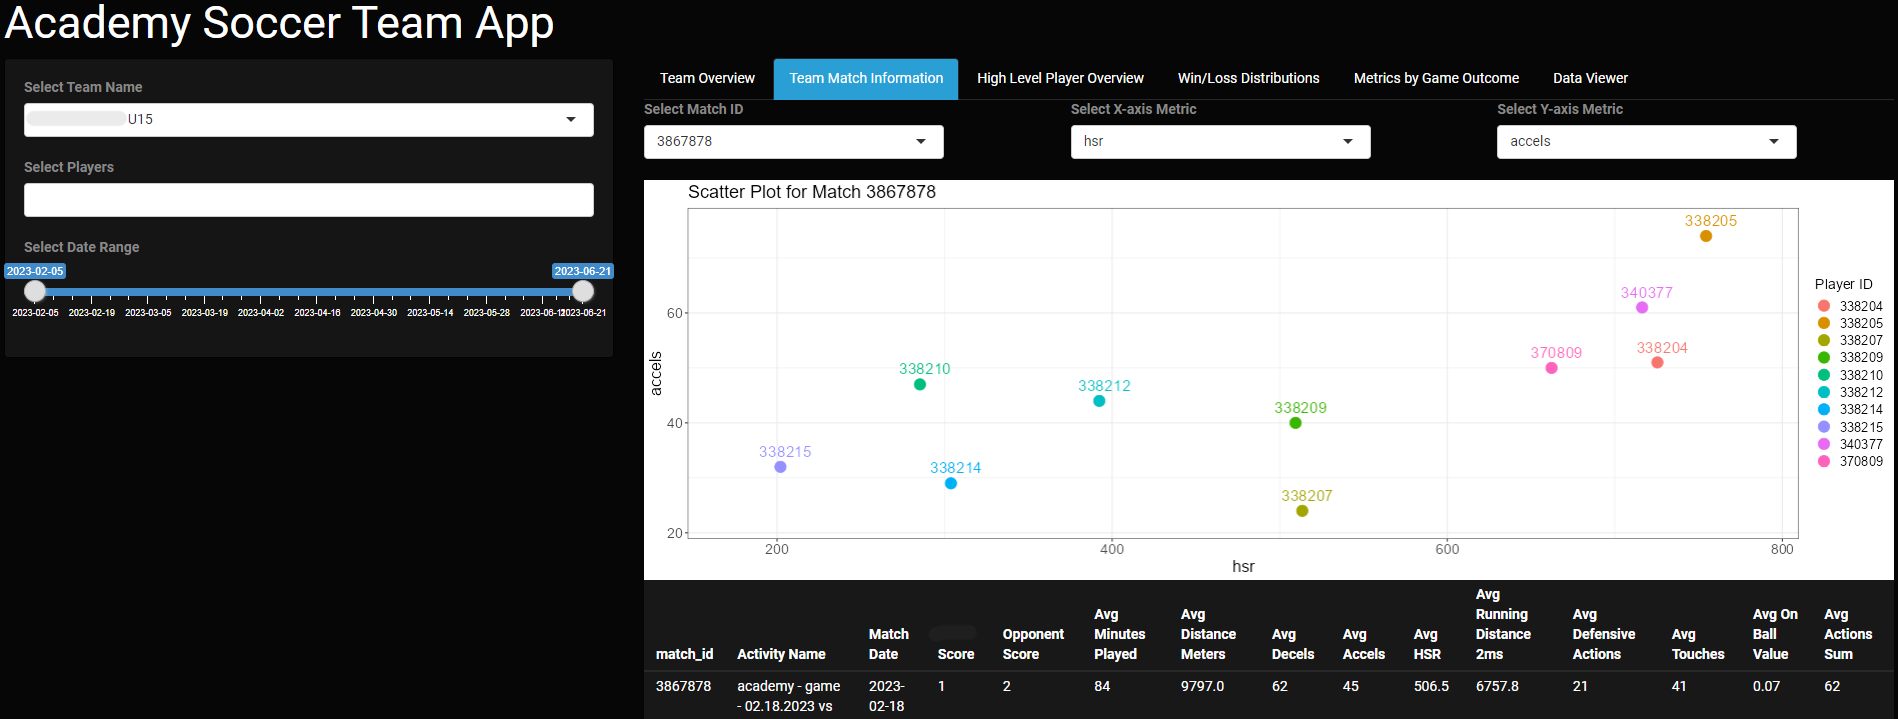 Academy Soccer Team App
Select Team Name
U15
Select Players
Select Date Range
2023-02-05 2023-06-21
2023-02-05 2023-02-19 2023-03-05 2023-03-19 2023-04-02 2023-04-16 2023-04-30 2023-05-14 2023-05-28 2023-06-11 2023-06-21
Team Overview Team Match Information High Level Player Overview Win/Loss Distributions Metrics by Game Outcome Data Viewer
Select Match ID Select X-axis Metric Select Y-axis Metric
3867878 hsr accels
Scatter Plot for Match 3867878
338205
340377
370809 338204
338210
338212
338209
338215
338214
338207
60
40
20
accels
200 400 600 800
hsr
Player ID
338204
338205
338207
338209
338210
338212
338214
338215
340377
370809
match_id Activity Name Match Date Score Opponent Score Avg Minutes Played Avg Distance Meters Avg Decels Avg Accels Avg HSR Avg Running Distance 2ms Avg Defensive Actions Avg Touches Avg On Ball Value Avg Actions Sum
3867878 academy - game - 02.18.2023 vs 2023-02-18 1 2 84 9797.0 62 45 506.5 6757.8 21 41 0.07 62